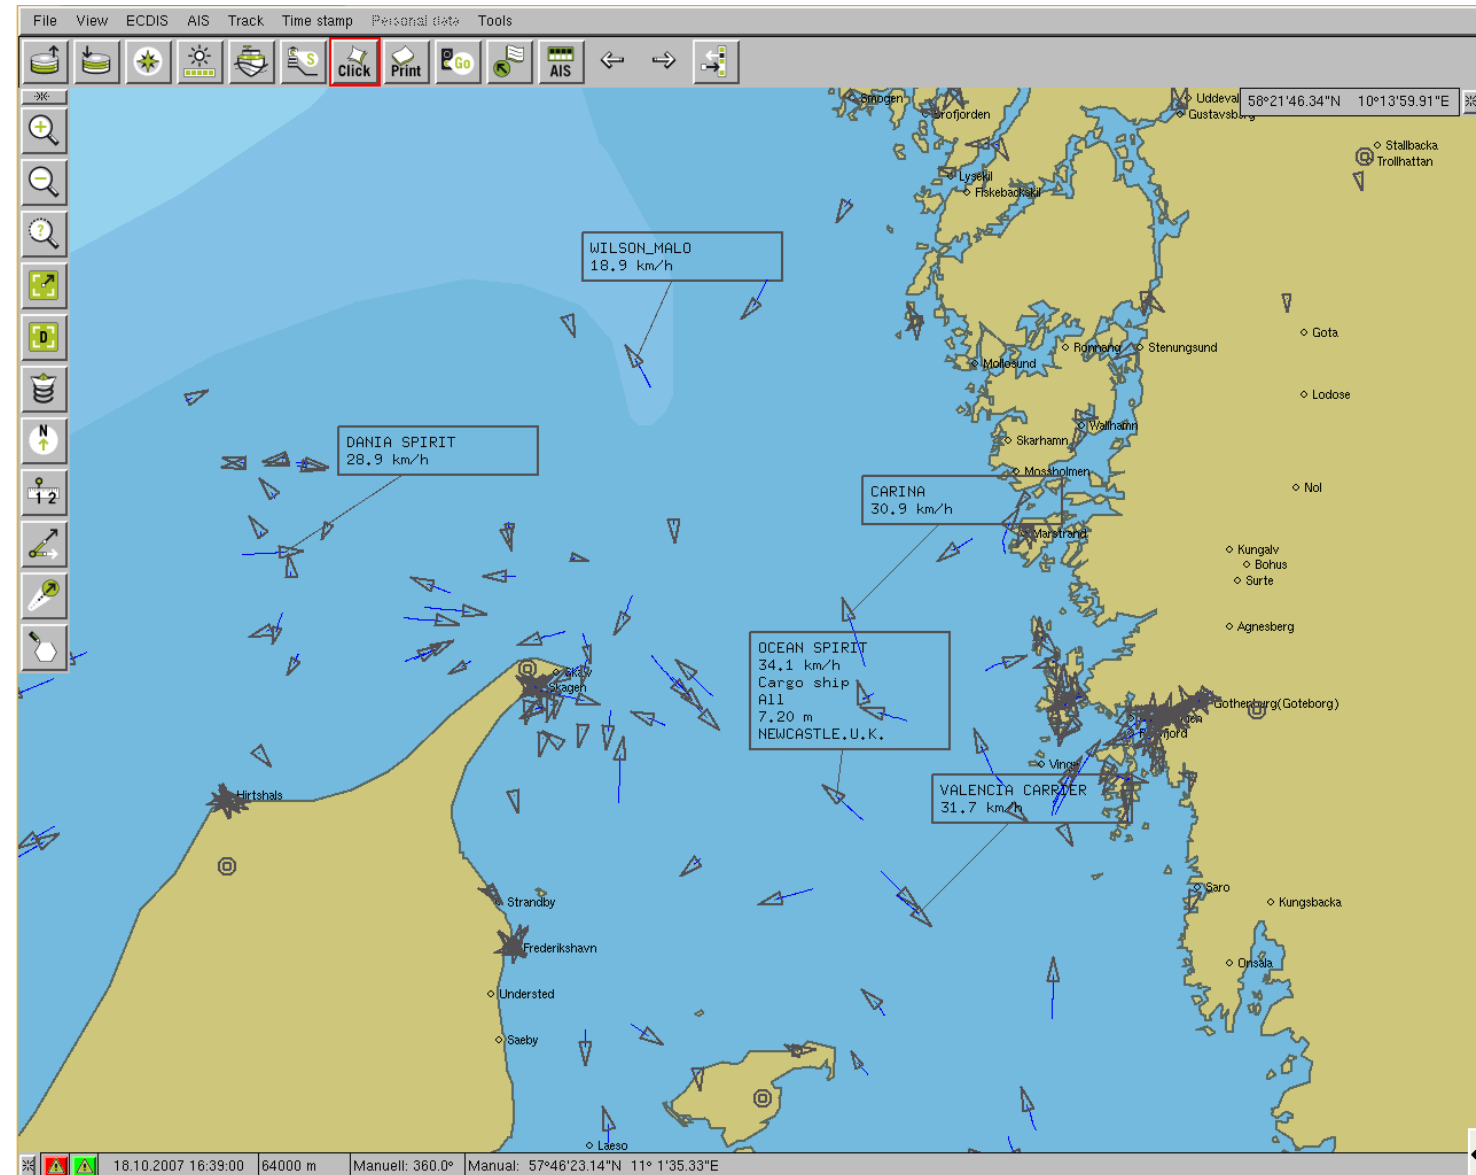 File View ECDIS AIS Track Time stamp Personal data Tools
S Click Print Go AIS
58°21'46.34"N 10°13'59.91"E
?
D
N
1 2
Smogen
Brofjorden
Uddeval
Gustavsburg
Stallbacka
Trollhattan
Lysekil
Fiskebackskil
WILSON_MALO
18.9 km/h
Gota
Ronnang
Stenungsund
Mollosund
Lodose
Wallhamn
DANIA SPIRIT
28.9 km/h
Skarhamn
Mossholmen
CARINA
30.9 km/h
Nol
Marstrand
Kungalv
Bohus
Surte
Agnesberg
OCEAN SPIRIT
34.1 km/h
Cargo ship
All
7.20 m
NEWCASTLE.U.K.
Skaw
Skagen
Gothenburg(Goteborg)
Vinga
VALENCIA CARRIER
31.7 km/h
Hirtshals
Saro
Kungsbacka
Strandby
Frederikshavn
Onsala
Understed
Saeby
Laeso
18.10.2007 16:39:00 64000 m Manuell: 360.0° Manual: 57°46'23.14"N 11° 1'35.33"E